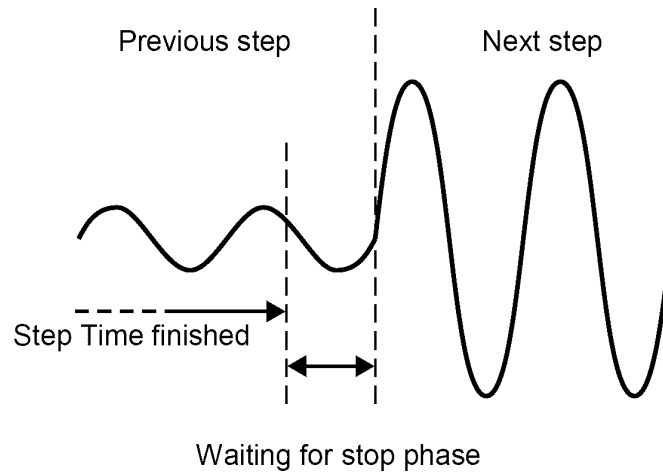 Previous step
Next step
Step Time finished
Waiting for stop phase